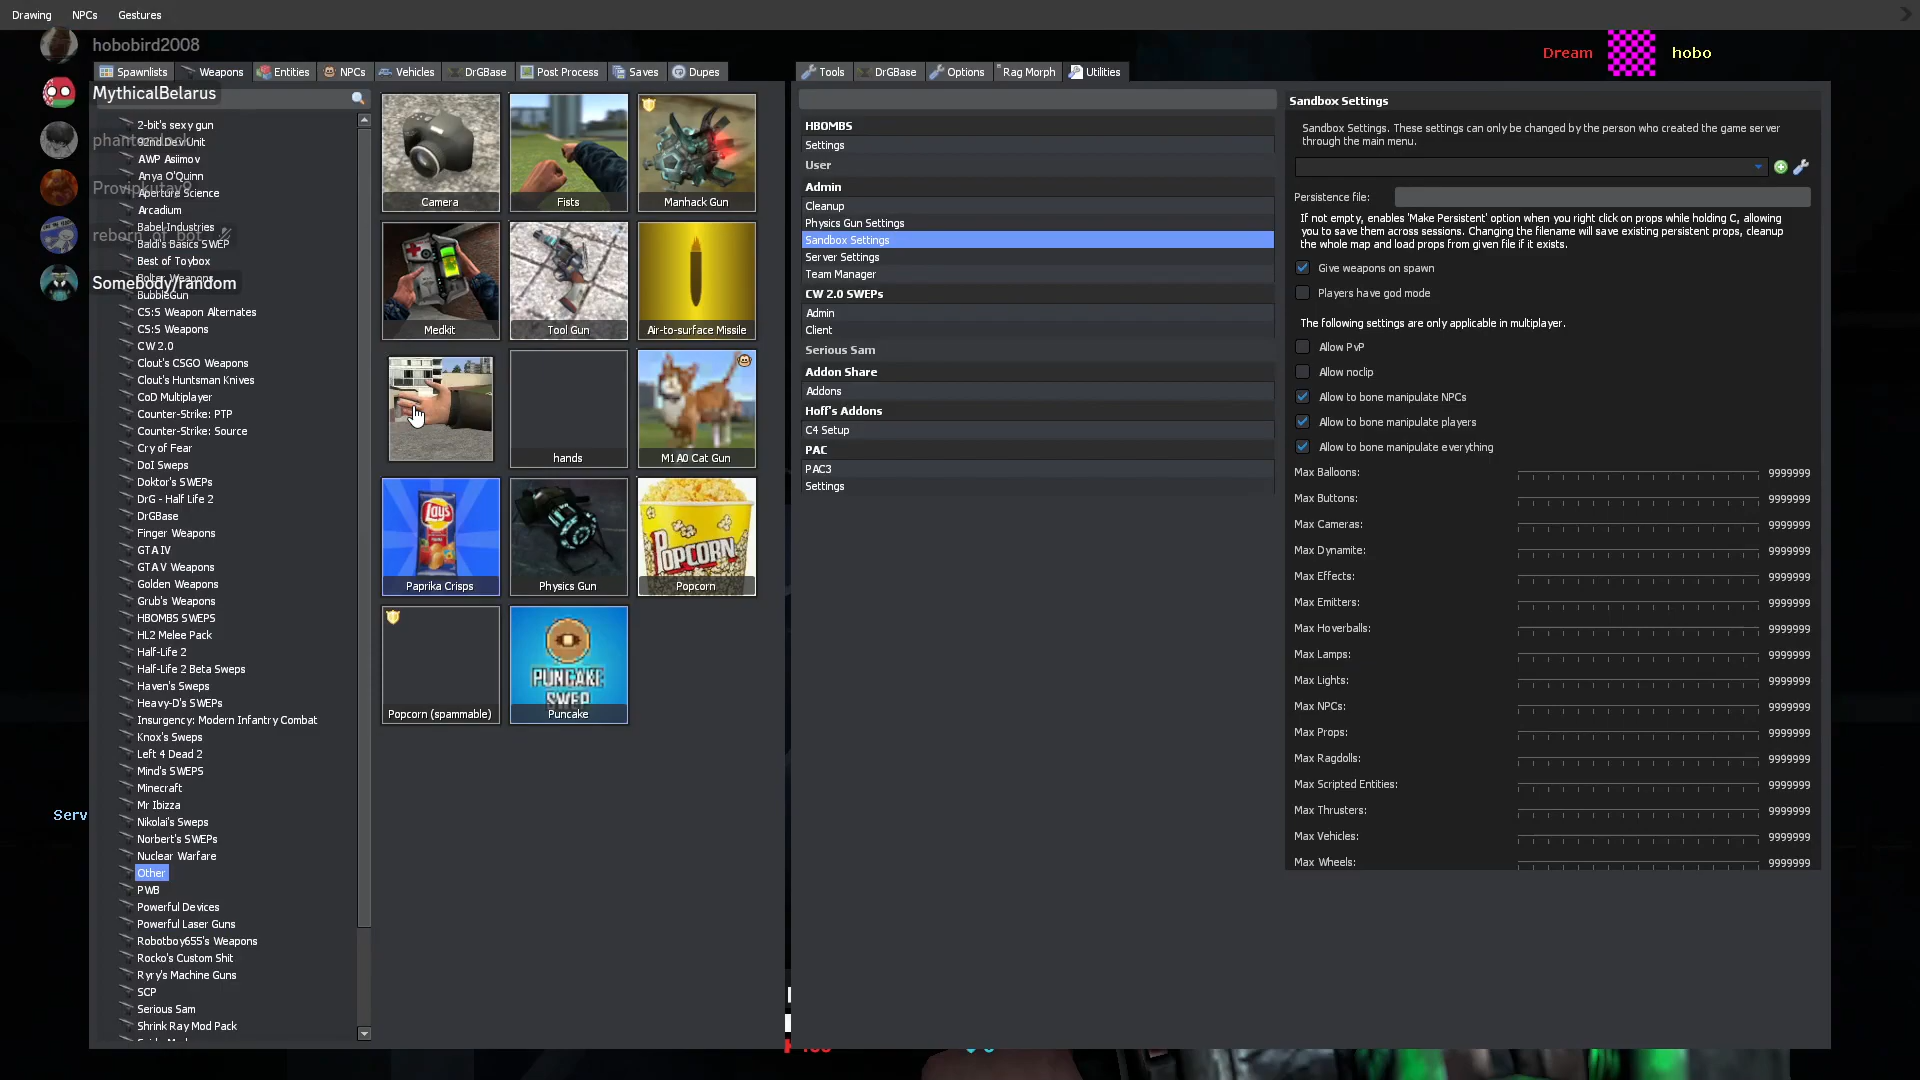 Drawing NPCs Gestures
hobobird2008
Dream hobo
Spawnlists Weapons Entities NPCs Vehicles DrGBase Post Process Saves Dupes
Tools DrGBase Options Rag Morph Utilities
MythicalBelarus
2-bit's sexy gun
AWP Asiimov
Anya O'Quinn
Aperture Science
Arcadium
Babel Industries
Baldi's Basics SWEP
Best of Toybox
Somebody/random
BubbleGun
CS:S Weapon Alternates
CS:S Weapons
CW 2.0
Clout's CSGO Weapons
Clout's Huntsman Knives
CoD Multiplayer
Counter-Strike: PTP
Counter-Strike: Source
Cry of Fear
DoI Sweps
Doktor's SWEPs
DrG - Half Life 2
DrGBase
Finger Weapons
GTA IV
GTA V Weapons
Golden Weapons
Grub's Weapons
HBOMBS SWEPS
HL2 Melee Pack
Half-Life 2
Half-Life 2 Beta Sweps
Haven's Sweps
Heavy-D's SWEPs
Insurgency: Modern Infantry Combat
Knox's Sweps
Left 4 Dead 2
Mind's SWEPS
Minecraft
Mr Ibizza
Nikolai's Sweps
Serv
Norbert's SWEPs
Nuclear Warfare
Other
PWB
Powerful Devices
Powerful Laser Guns
Robotboy655's Weapons
Rocko's Custom Shit
Ryry's Machine Guns
SCP
Serious Sam
Shrink Ray Mod Pack
Camera Fists Manhack Gun
Medkit Tool Gun Air-to-surface Missile
hands M1A0 Cat Gun
Lay's
POPCORN
Paprika Crisps Physics Gun Popcorn
PUNCAKE
SWEP
Popcorn (spammable) Puncake
HBOMBS
Settings
User
Admin
Cleanup
Physics Gun Settings
Sandbox Settings
Server Settings
Team Manager
CW 2.0 SWEPs
Admin
Client
Serious Sam
Addon Share
Addons
Hoff's Addons
C4 Setup
PAC
PAC3
Settings
Sandbox Settings
Sandbox Settings. These settings can only be changed by the person who created the game server
through the main menu.
Persistence file:
If not empty, enables 'Make Persistent' option when you right click on props while holding C, allowing
you to save them across sessions. Changing the filename will save existing persistent props, cleanup
the whole map and load props from given file if it exists.
Give weapons on spawn
Players have god mode
The following settings are only applicable in multiplayer.
Allow PvP
Allow noclip
Allow to bone manipulate NPCs
Allow to bone manipulate players
Allow to bone manipulate everything
Max Balloons: 9999999
Max Buttons: 9999999
Max Cameras: 9999999
Max Dynamite: 9999999
Max Effects: 9999999
Max Emitters: 9999999
Max Hoverballs: 9999999
Max Lamps: 9999999
Max Lights: 9999999
Max NPCs: 9999999
Max Props: 9999999
Max Ragdolls: 9999999
Max Scripted Entities: 9999999
Max Thrusters: 9999999
Max Vehicles: 9999999
Max Wheels: 9999999